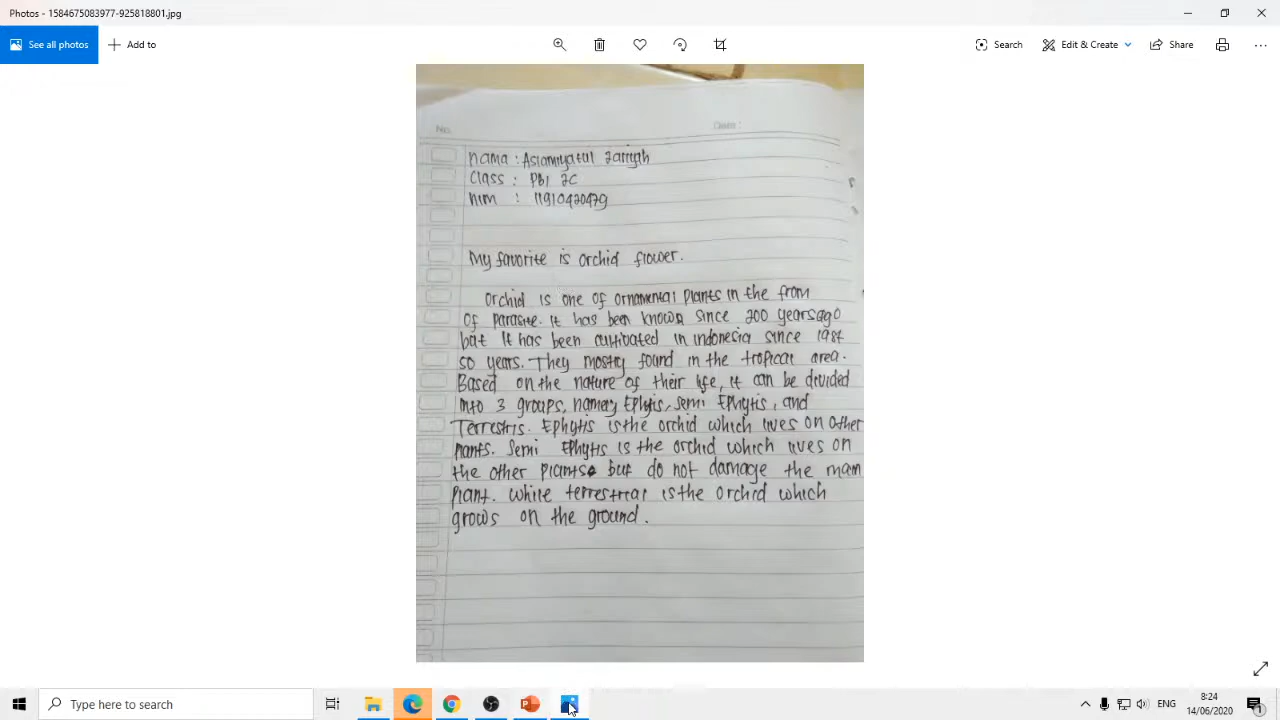 Photos - 1584675083977-925818801.jpg
See all photos
Add to
Search
Edit & Create
Share
No.
Date :
nama : Aslamiyatul
Class : PBI 2C
nim : 11910420479
My favorite is orchid flower.
Orchid is one of ornamental plants in the from
of parasite. It has been known since 200 years ago
but It has been cultivated in indonesia since
50 years. They mostly found in the tropical area.
Based on the nature of their life, it can be divided
into 3 groups, namely Ephytis, semi Ephytis, and
Terrestris. Ephytis is the orchid which lives on other
plants. Semi Ephytis is the orchid which lives on
the other plants but do not damage the main
plant. While terrestrial is the orchid which
grows on the ground.
Type here to search
ENG
8:24
14/06/2020
1